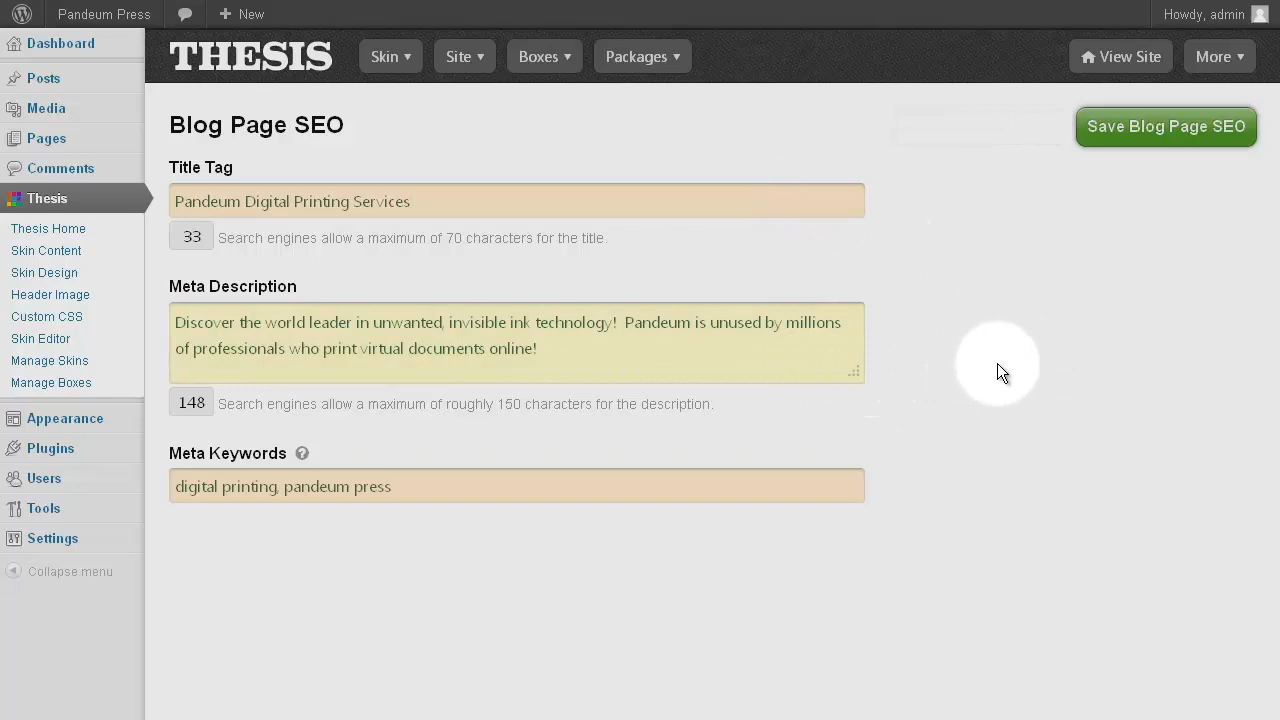 Pandeum Press
New
Howdy, admin
Dashboard
Posts
Media
Pages
Comments
Thesis
Thesis Home
Skin Content
Skin Design
Header Image
Custom CSS
Skin Editor
Manage Skins
Manage Boxes
Appearance
Plugins
Users
Tools
Settings
Collapse menu
THESIS
Skin
Site
Boxes
Packages
View Site
More
Blog Page SEO
Save Blog Page SEO
Title Tag
Pandeum Digital Printing Services
33 Search engines allow a maximum of 70 characters for the title.
Meta Description
Discover the world leader in unwanted, invisible ink technology! Pandeum is unused by millions
of professionals who print virtual documents online!
148 Search engines allow a maximum of roughly 150 characters for the description.
Meta Keywords
digital printing, pandeum press